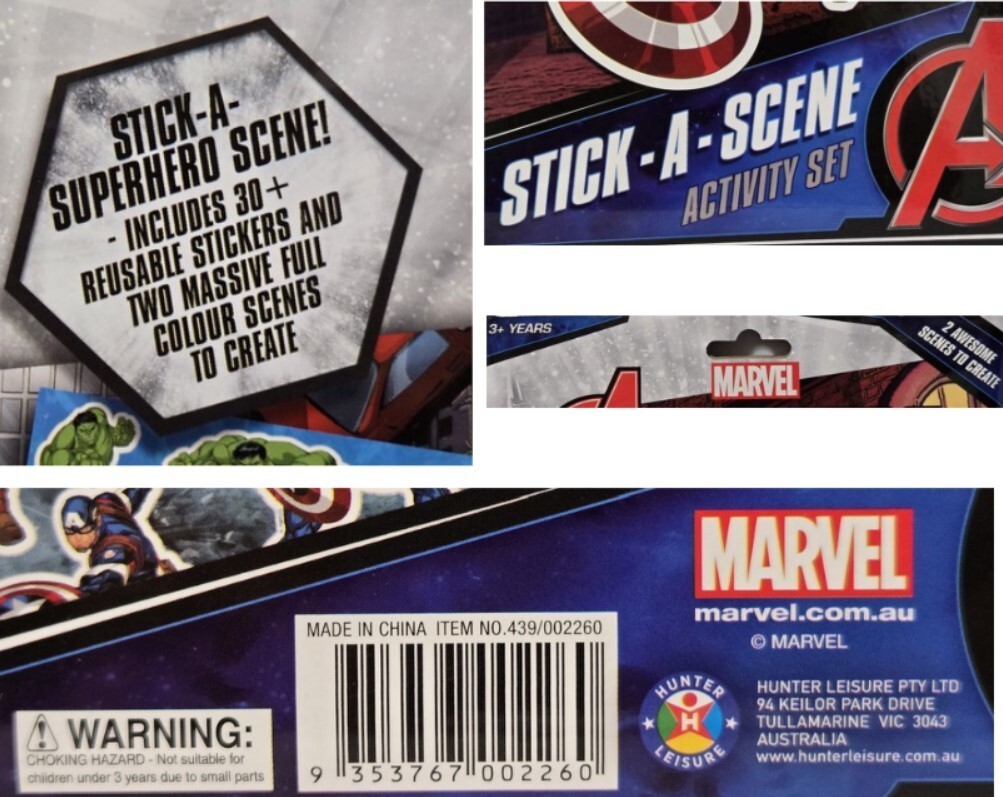 STICK-A-
SUPERHERO SCENE!
- INCLUDES 30+
REUSABLE STICKERS AND
TWO MASSIVE FULL
COLOUR SCENES
TO CREATE
STICK-A-SCENE
ACTIVITY SET
A
3+ YEARS
MARVEL
2 AWESOME
SCENES TO CREATE
MARVEL
marvel.com.au
© MARVEL
MADE IN CHINA ITEM NO.439/002260
9 353767 002260
WARNING:
CHOKING HAZARD - Not suitable for
children under 3 years due to small parts
HUNTER
H
LEISURE
HUNTER LEISURE PTY LTD
94 KEILOR PARK DRIVE
TULLAMARINE VIC 3043
AUSTRALIA
www.hunterleisure.com.au